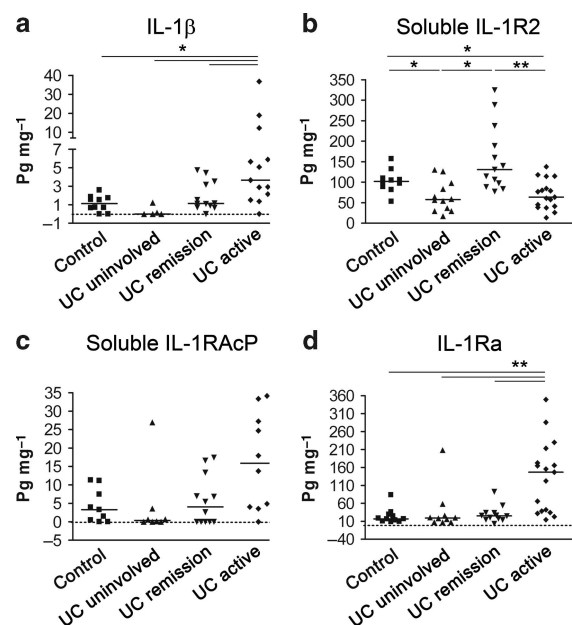 a
IL-1β
*
Pg mg⁻¹
40
30
20
10
7
5
3
1
–1
Control
UC uninvolved
UC remission
UC active
b
Soluble IL-1R2
*
* * **
Pg mg⁻¹
350
300
250
200
150
100
50
0
Control
UC uninvolved
UC remission
UC active
c
Soluble IL-1RAcP
Pg mg⁻¹
35
30
25
20
15
10
5
0
–5
Control
UC uninvolved
UC remission
UC active
d
IL-1Ra
**
Pg mg⁻¹
360
310
260
210
160
110
60
10
–40
Control
UC uninvolved
UC remission
UC active